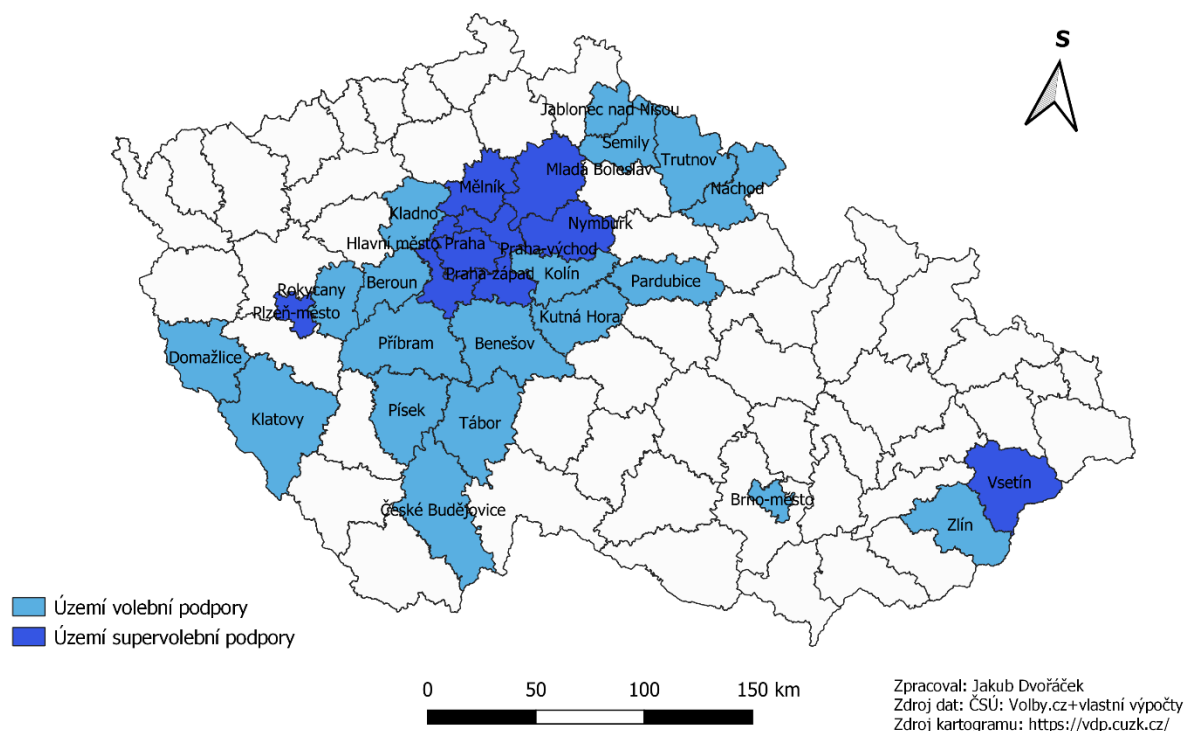 S
Jablonec nad Nisou
Semily
Trutnov
Mladá Boleslav
Mělník
Náchod
Kladno
Nymburk
Hlavní město Praha
Praha-východ
Praha-západ
Kolín
Rokycany
Beroun
Pardubice
Plzeň-město
Kutná Hora
Příbram
Benešov
Domažlice
Písek
Klatovy
Tábor
Vsetín
Brno-město
České Budějovice
Zlín
Území volební podpory
Území supervolební podpory
0 50 100 150 km
Zpracoval: Jakub Dvořáček
Zdroj dat: ČSÚ: Volby.cz+vlastní výpočty
Zdroj kartogramu: https://vdp.cuzk.cz/